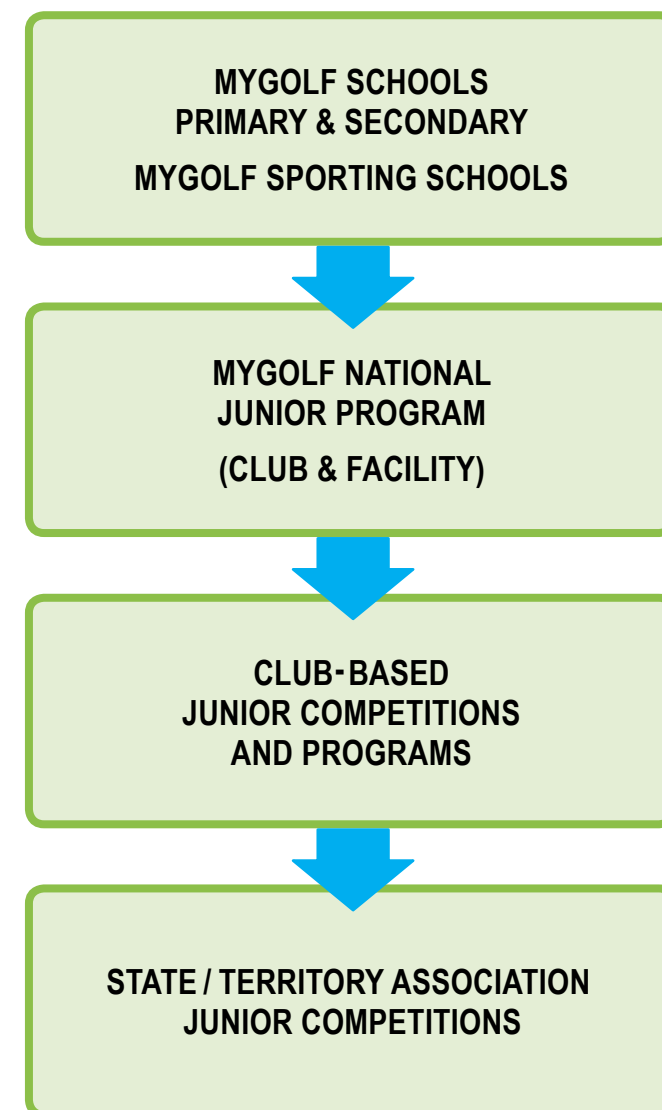 MYGOLF SCHOOLS
PRIMARY & SECONDARY
MYGOLF SPORTING SCHOOLS
MYGOLF NATIONAL
JUNIOR PROGRAM
(CLUB & FACILITY)
CLUB-BASED
JUNIOR COMPETITIONS
AND PROGRAMS
STATE / TERRITORY ASSOCIATION
JUNIOR COMPETITIONS